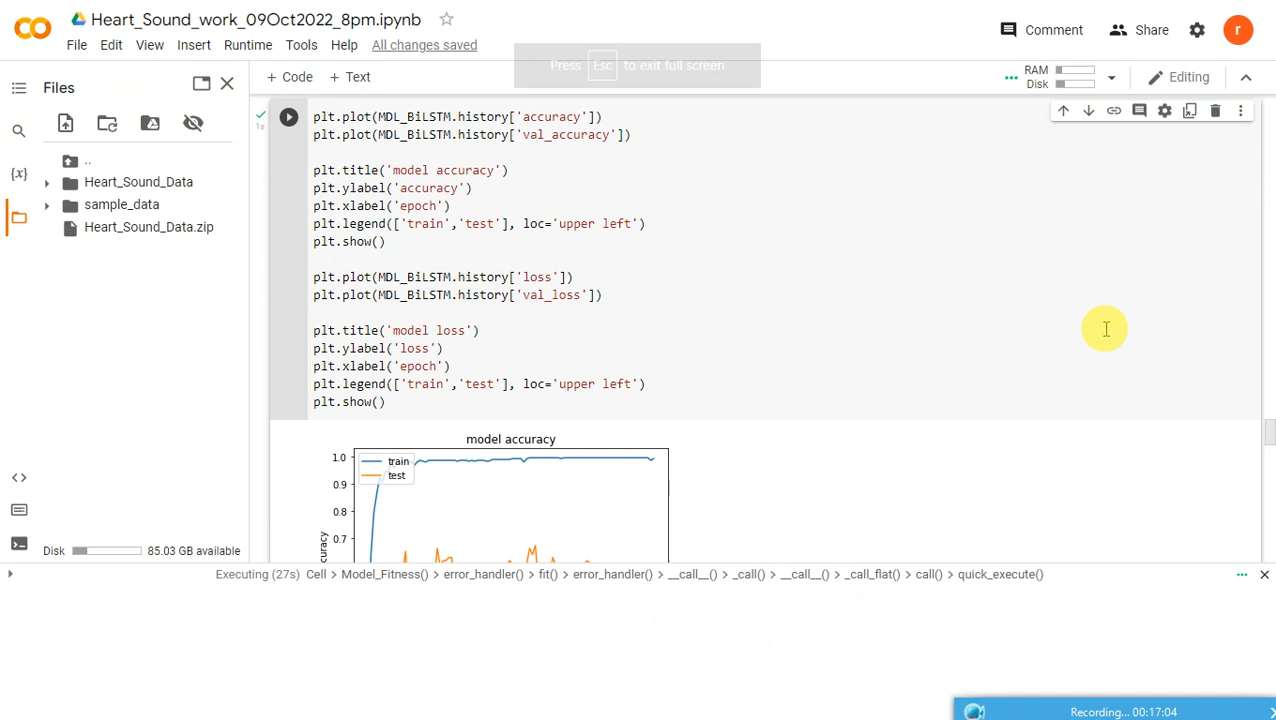 Heart_Sound_work_09Oct2022_8pm.ipynb
Comment
Share
r
File Edit View Insert Runtime Tools Help All changes saved
Press Esc to exit full screen
Files
+ Code + Text
RAM
Disk
Editing
1s
plt.plot(MDL_BiLSTM.history['accuracy'])
plt.plot(MDL_BiLSTM.history['val_accuracy'])
plt.title('model accuracy')
plt.ylabel('accuracy')
plt.xlabel('epoch')
plt.legend(['train','test'], loc='upper left')
plt.show()
plt.plot(MDL_BiLSTM.history['loss'])
plt.plot(MDL_BiLSTM.history['val_loss'])
plt.title('model loss')
plt.ylabel('loss')
plt.xlabel('epoch')
plt.legend(['train','test'], loc='upper left')
plt.show()
..
Heart_Sound_Data
sample_data
Heart_Sound_Data.zip
{x}
model accuracy
1.0
0.9
0.8
0.7
train
test
Disk 85.03 GB available
Executing (27s) Cell > Model_Fitness() > error_handler() > fit() > error_handler() > __call__() > _call() > __call__() > _call_flat() > call() > quick_execute()
Recording... 00:17:04